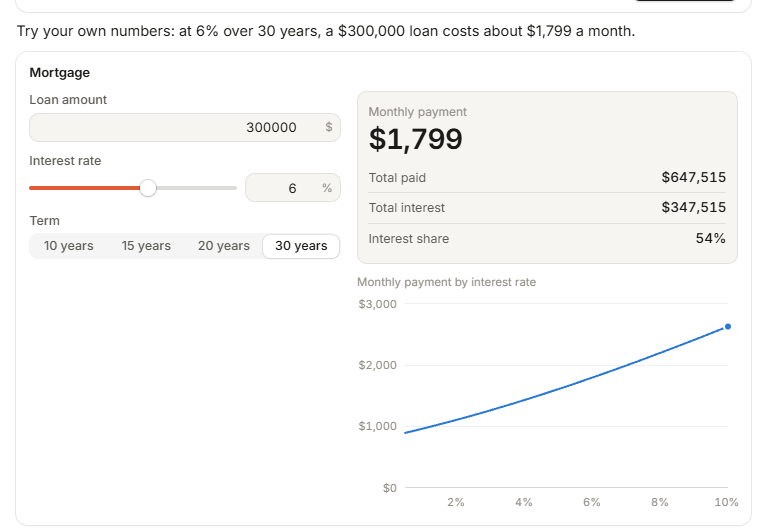 Try your own numbers: at 6% over 30 years, a $300,000 loan costs about $1,799 a month.
Mortgage
Loan amount
300000 $
Interest rate
6 %
Term
10 years 15 years 20 years 30 years
Monthly payment
$1,799
Total paid $647,515
Total interest $347,515
Interest share 54%
Monthly payment by interest rate
$3,000
$2,000
$1,000
$0
2% 4% 6% 8% 10%